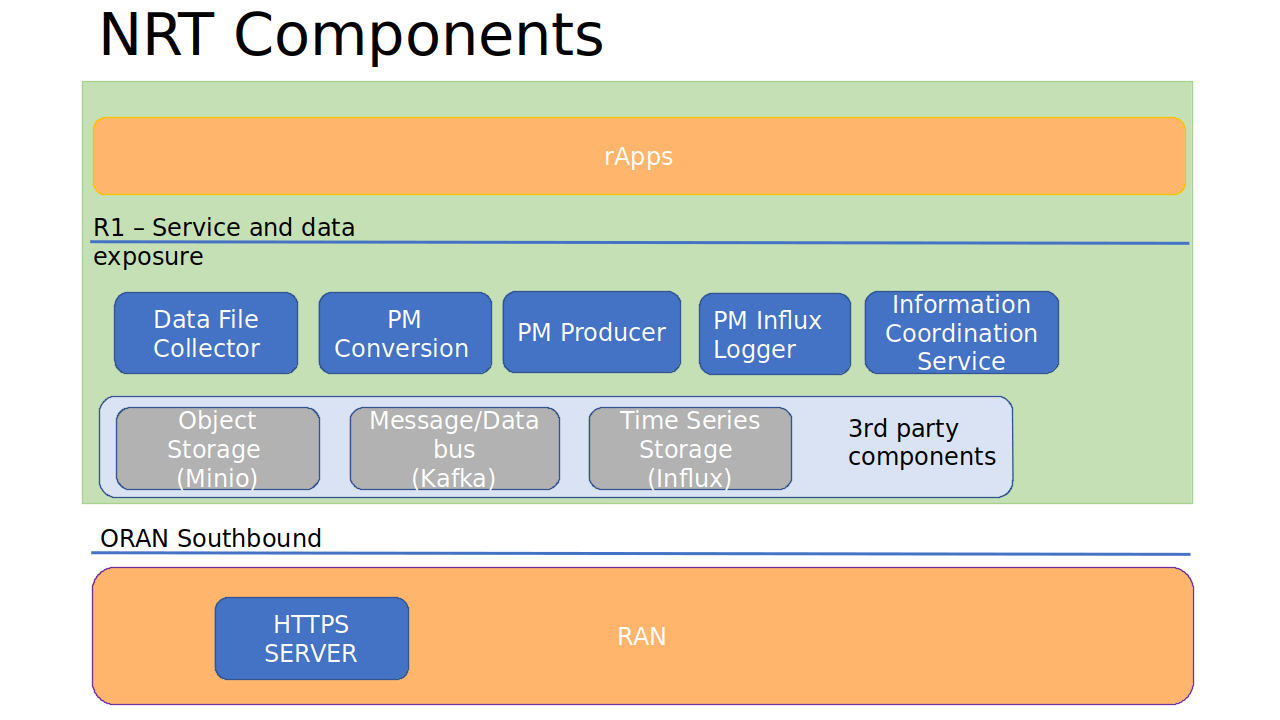 NRT Components
rApps
R1 – Service and data
exposure
Data File
Collector
PM
Conversion
PM Producer
PM Influx
Logger
Information
Coordination
Service
Object
Storage
(Minio)
Message/Data
bus
(Kafka)
Time Series
Storage
(Influx)
3rd party
components
ORAN Southbound
HTTPS
SERVER
RAN